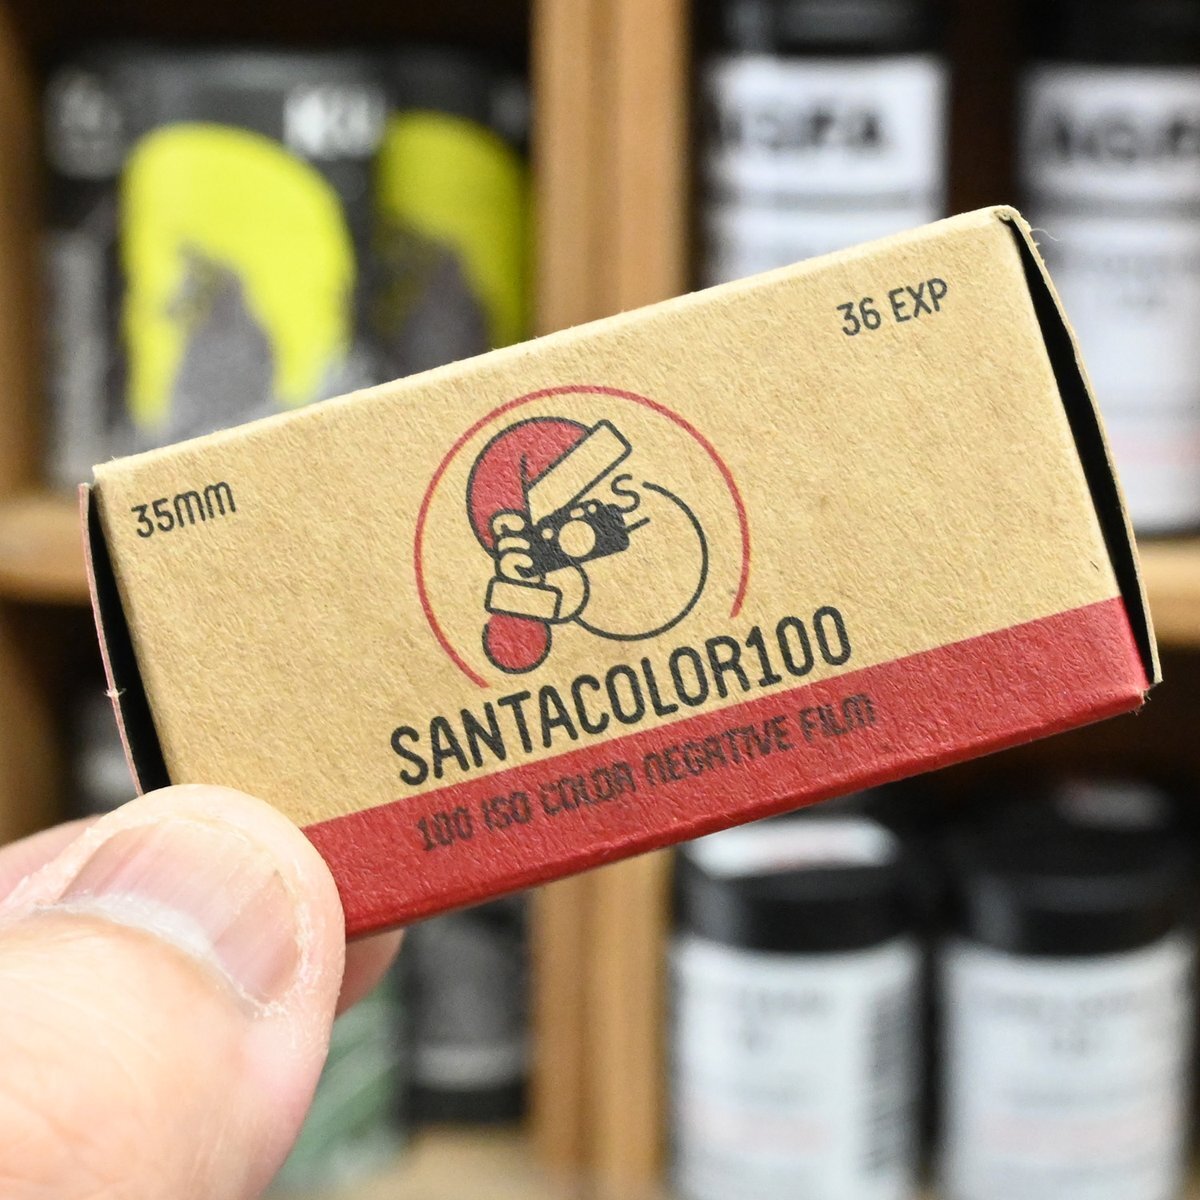 36 EXP
35mm
S
SANTACOLOR100
100 ISO COLOR NEGATIVE FILM